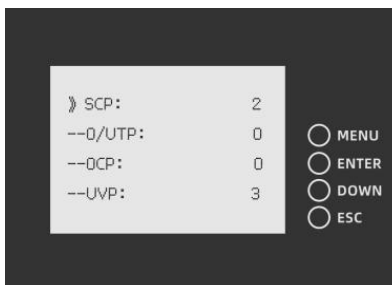 》SCP: 2
--O/UTP: 0
--OCP: 0
--UVP: 3
MENU
ENTER
DOWN
ESC